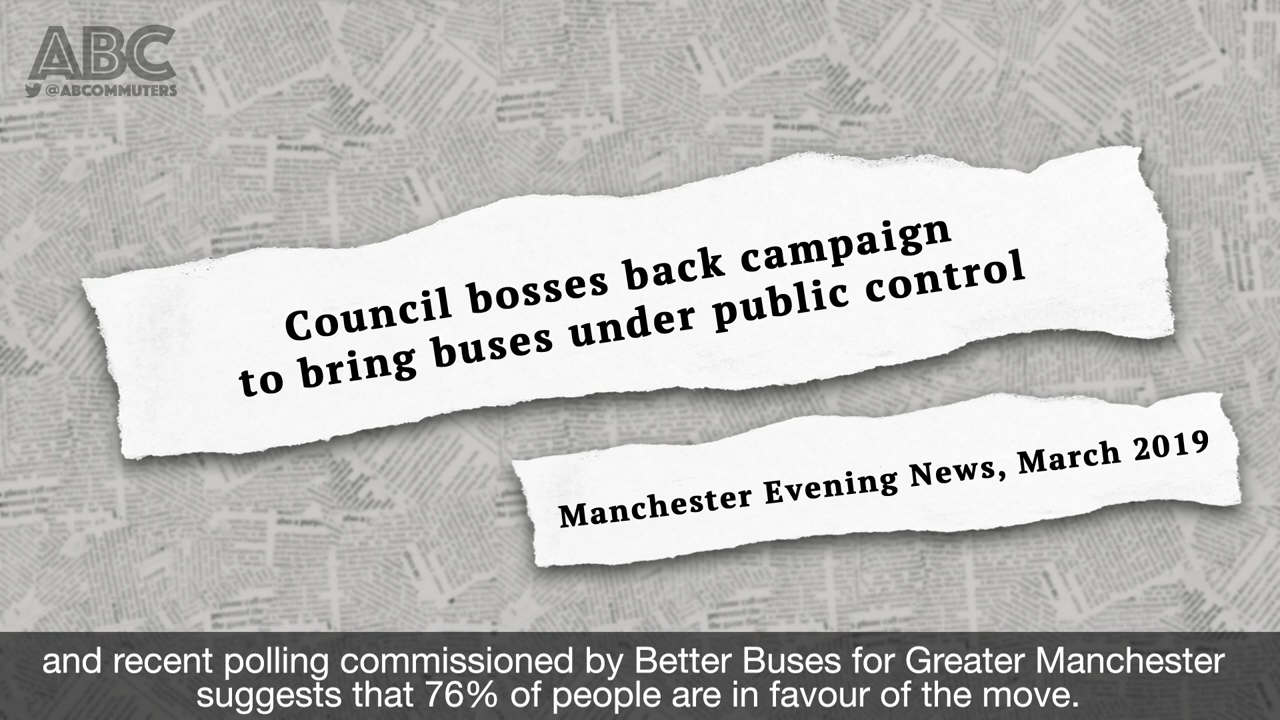 ABC
@ABCOMMUTERS
Council bosses back campaign
to bring buses under public control
Manchester Evening News, March 2019
and recent polling commissioned by Better Buses for Greater Manchester
suggests that 76% of people are in favour of the move.